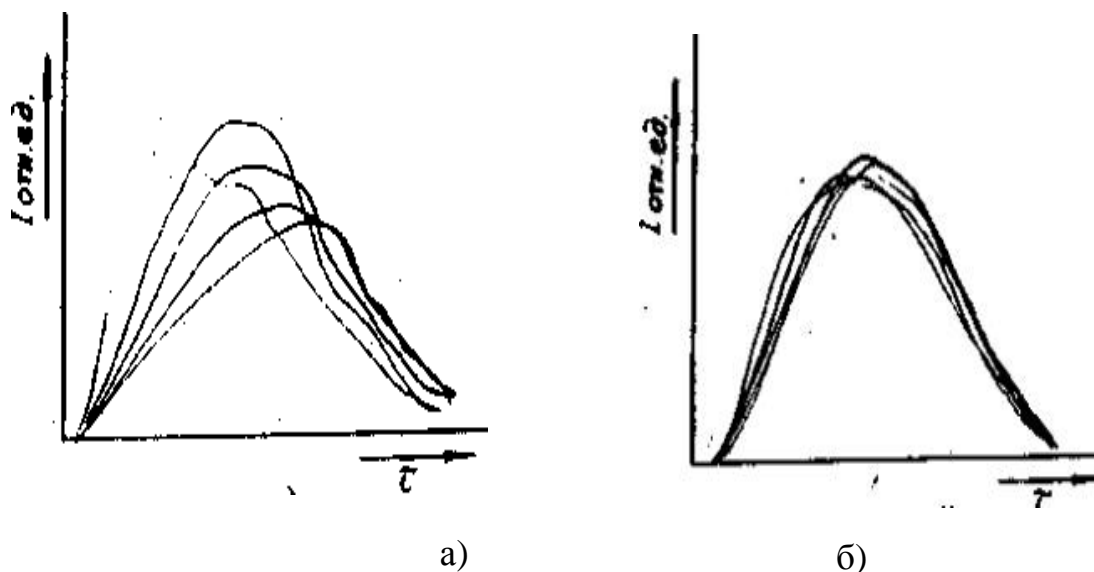 I отн. ед.
τ
а)
I отн. ед.
τ
б)